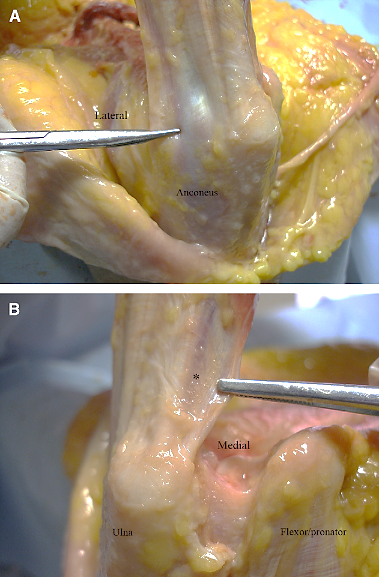 A
Lateral
Anconeus
B
*
Medial
Ulna
Flexor/pronator